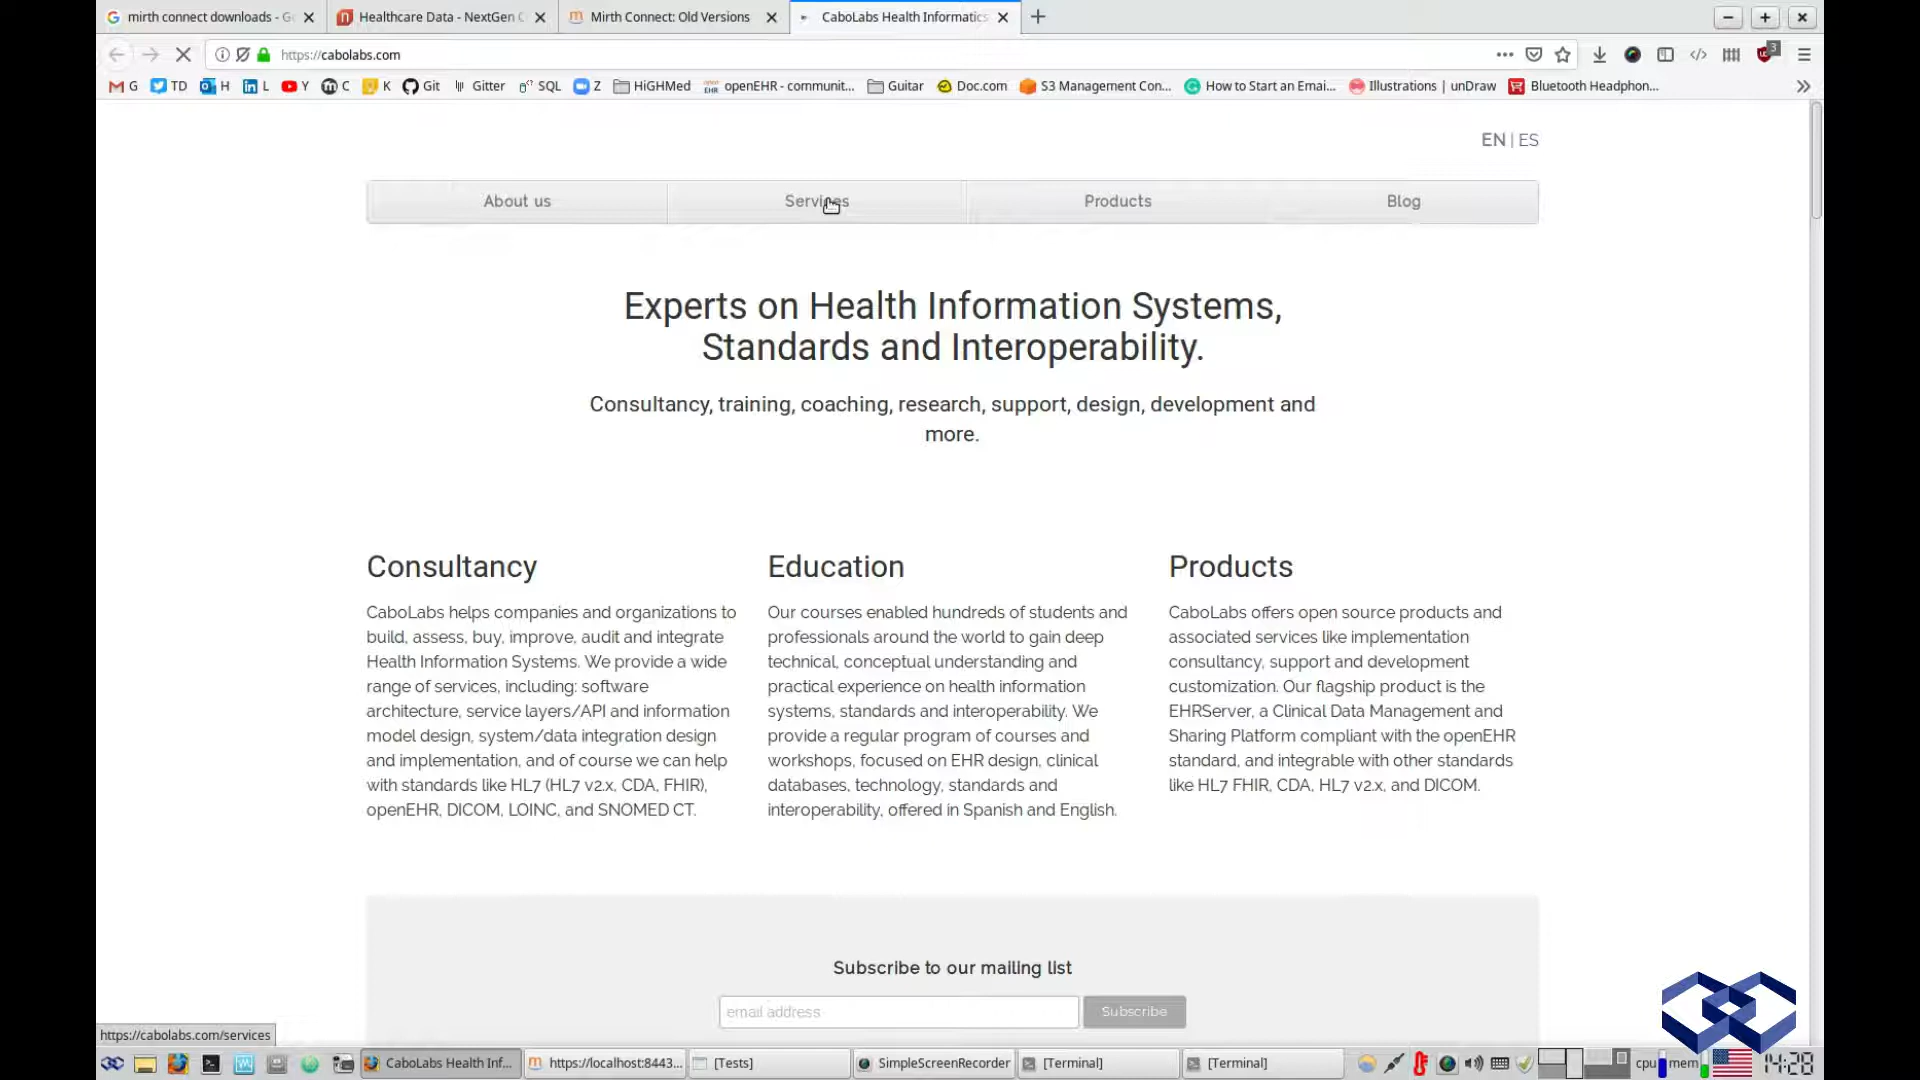 mirth connect downloads - G
Healthcare Data - NextGen C
Mirth Connect: Old Versions
CaboLabs Health Informatics
https://cabolabs.com
3
G
TD
H
L
Y
C
K
Git
Gitter
SQL
Z
HiGHMed
openEHR - communit...
Guitar
Doc.com
S3 Management Con...
How to Start an Emai...
Illustrations | unDraw
Bluetooth Headphon...
EN | ES
About us
Services
Products
Blog
Experts on Health Information Systems,
Standards and Interoperability.
Consultancy, training, coaching, research, support, design, development and
more.
Consultancy
CaboLabs helps companies and organizations to
build, assess, buy, improve, audit and integrate
Health Information Systems. We provide a wide
range of services, including: software
architecture, service layers/API and information
model design, system/data integration design
and implementation, and of course we can help
with standards like HL7 (HL7 v2.x, CDA, FHIR),
openEHR, DICOM, LOINC, and SNOMED CT.
Education
Our courses enabled hundreds of students and
professionals around the world to gain deep
technical, conceptual understanding and
practical experience on health information
systems, standards and interoperability. We
provide a regular program of courses and
workshops, focused on EHR design, clinical
databases, technology, standards and
interoperability, offered in Spanish and English.
Products
CaboLabs offers open source products and
associated services like implementation
consultancy, support and development
customization. Our flagship product is the
EHRServer, a Clinical Data Management and
Sharing Platform compliant with the openEHR
standard, and integrable with other standards
like HL7 FHIR, CDA, HL7 v2.x, and DICOM.
Subscribe to our mailing list
email address
Subscribe
https://cabolabs.com/services
CaboLabs Health Inf...
https://localhost:8443...
[Tests]
SimpleScreenRecorder
[Terminal]
[Terminal]
cpu
mem
14:28